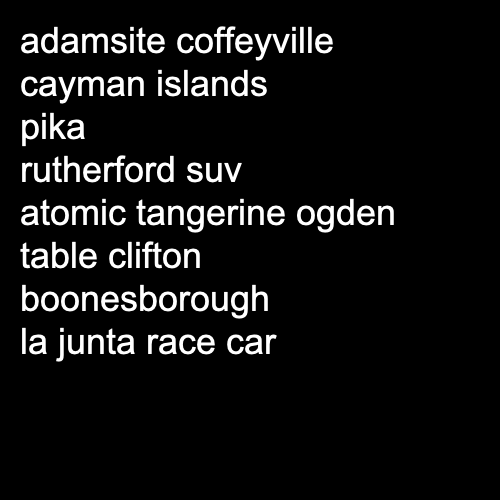 adamsite coffeyville
cayman islands
pika
rutherford suv
atomic tangerine ogden
table clifton
boonesborough
la junta race car